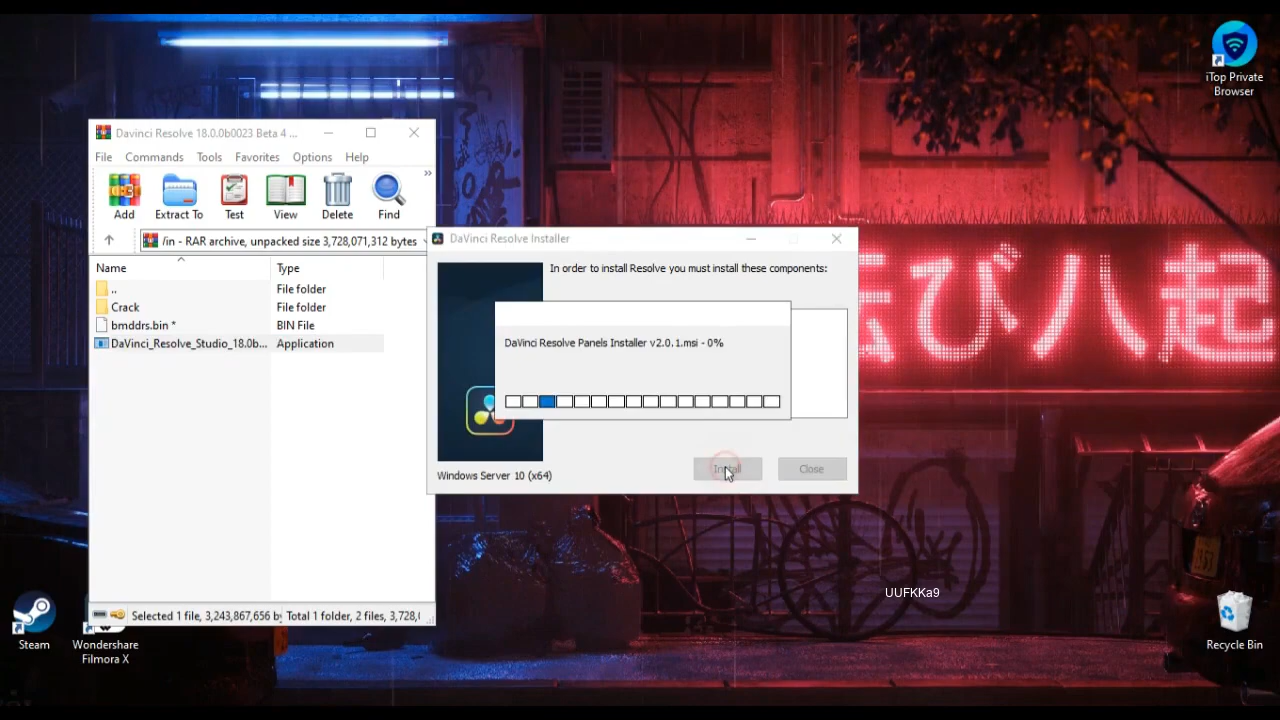 iTop Private
Browser
Davinci Resolve 18.0.0b0023 Beta 4 ...
File Commands Tools Favorites Options Help
Add Extract To Test View Delete Find
/in - RAR archive, unpacked size 3,728,071,312 bytes
Name Type
.. File folder
Crack File folder
bmddrs.bin * BIN File
DaVinci_Resolve_Studio_18.0b... Application
Selected 1 file, 3,243,867,656 b Total 1 folder, 2 files, 3,728,(
DaVinci Resolve Installer
In order to install Resolve you must install these components:
DaVinci Resolve Panels Installer v2.0.1.msi - 0%
Install Close
Windows Server 10 (x64)
び八起
UUFKKa9
Steam
Wondershare
Filmora X
Recycle Bin